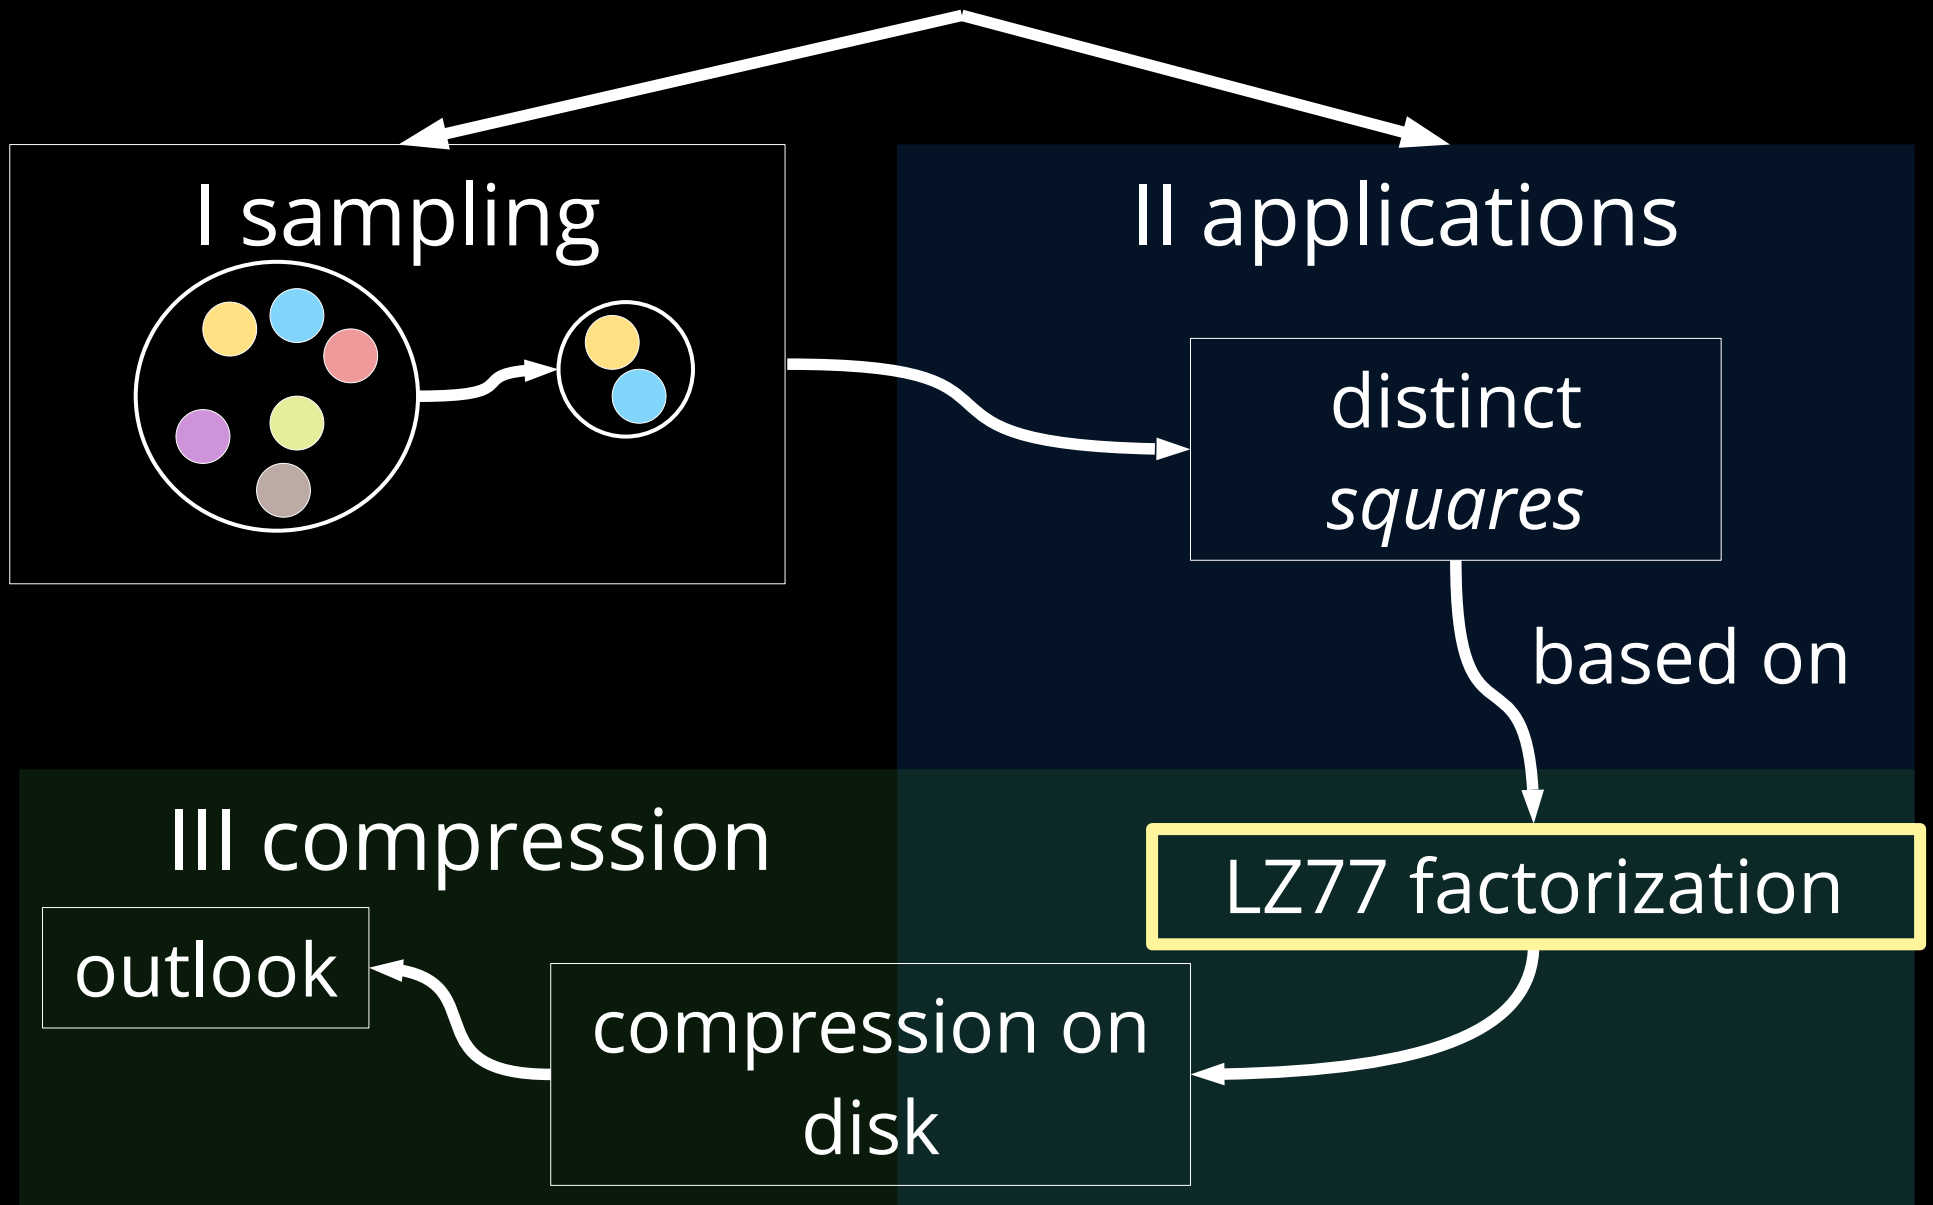 I sampling
II applications
distinct
squares
based on
III compression
LZ77 factorization
outlook
compression on
disk